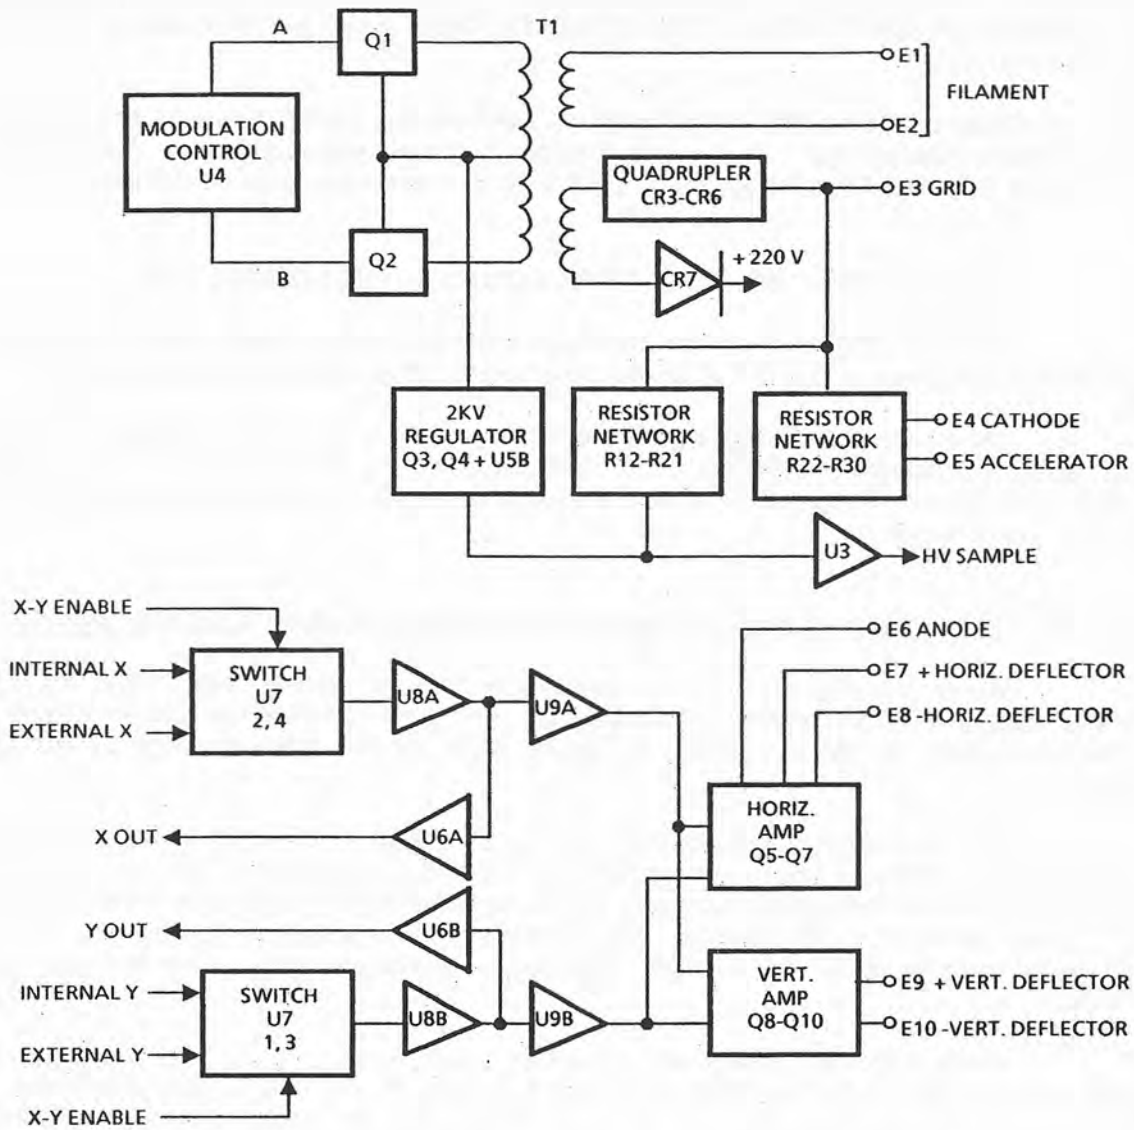 A
Q1
T1
E1
FILAMENT
E2
MODULATION
CONTROL
U4
QUADRUPLER
CR3-CR6
E3 GRID
B
Q2
CR7
+220 V
2KV
REGULATOR
Q3, Q4 + U5B
RESISTOR
NETWORK
R12-R21
RESISTOR
NETWORK
R22-R30
E4 CATHODE
E5 ACCELERATOR
U3
HV SAMPLE
X-Y ENABLE
INTERNAL X
EXTERNAL X
SWITCH
U7
2,4
U8A
U9A
E6 ANODE
E7 + HORIZ. DEFLECTOR
E8 -HORIZ. DEFLECTOR
X OUT
U6A
HORIZ.
AMP
Q5-Q7
Y OUT
U6B
INTERNAL Y
EXTERNAL Y
X-Y ENABLE
SWITCH
U7
1,3
U8B
U9B
VERT.
AMP
Q8-Q10
E9 + VERT. DEFLECTOR
E10 -VERT. DEFLECTOR